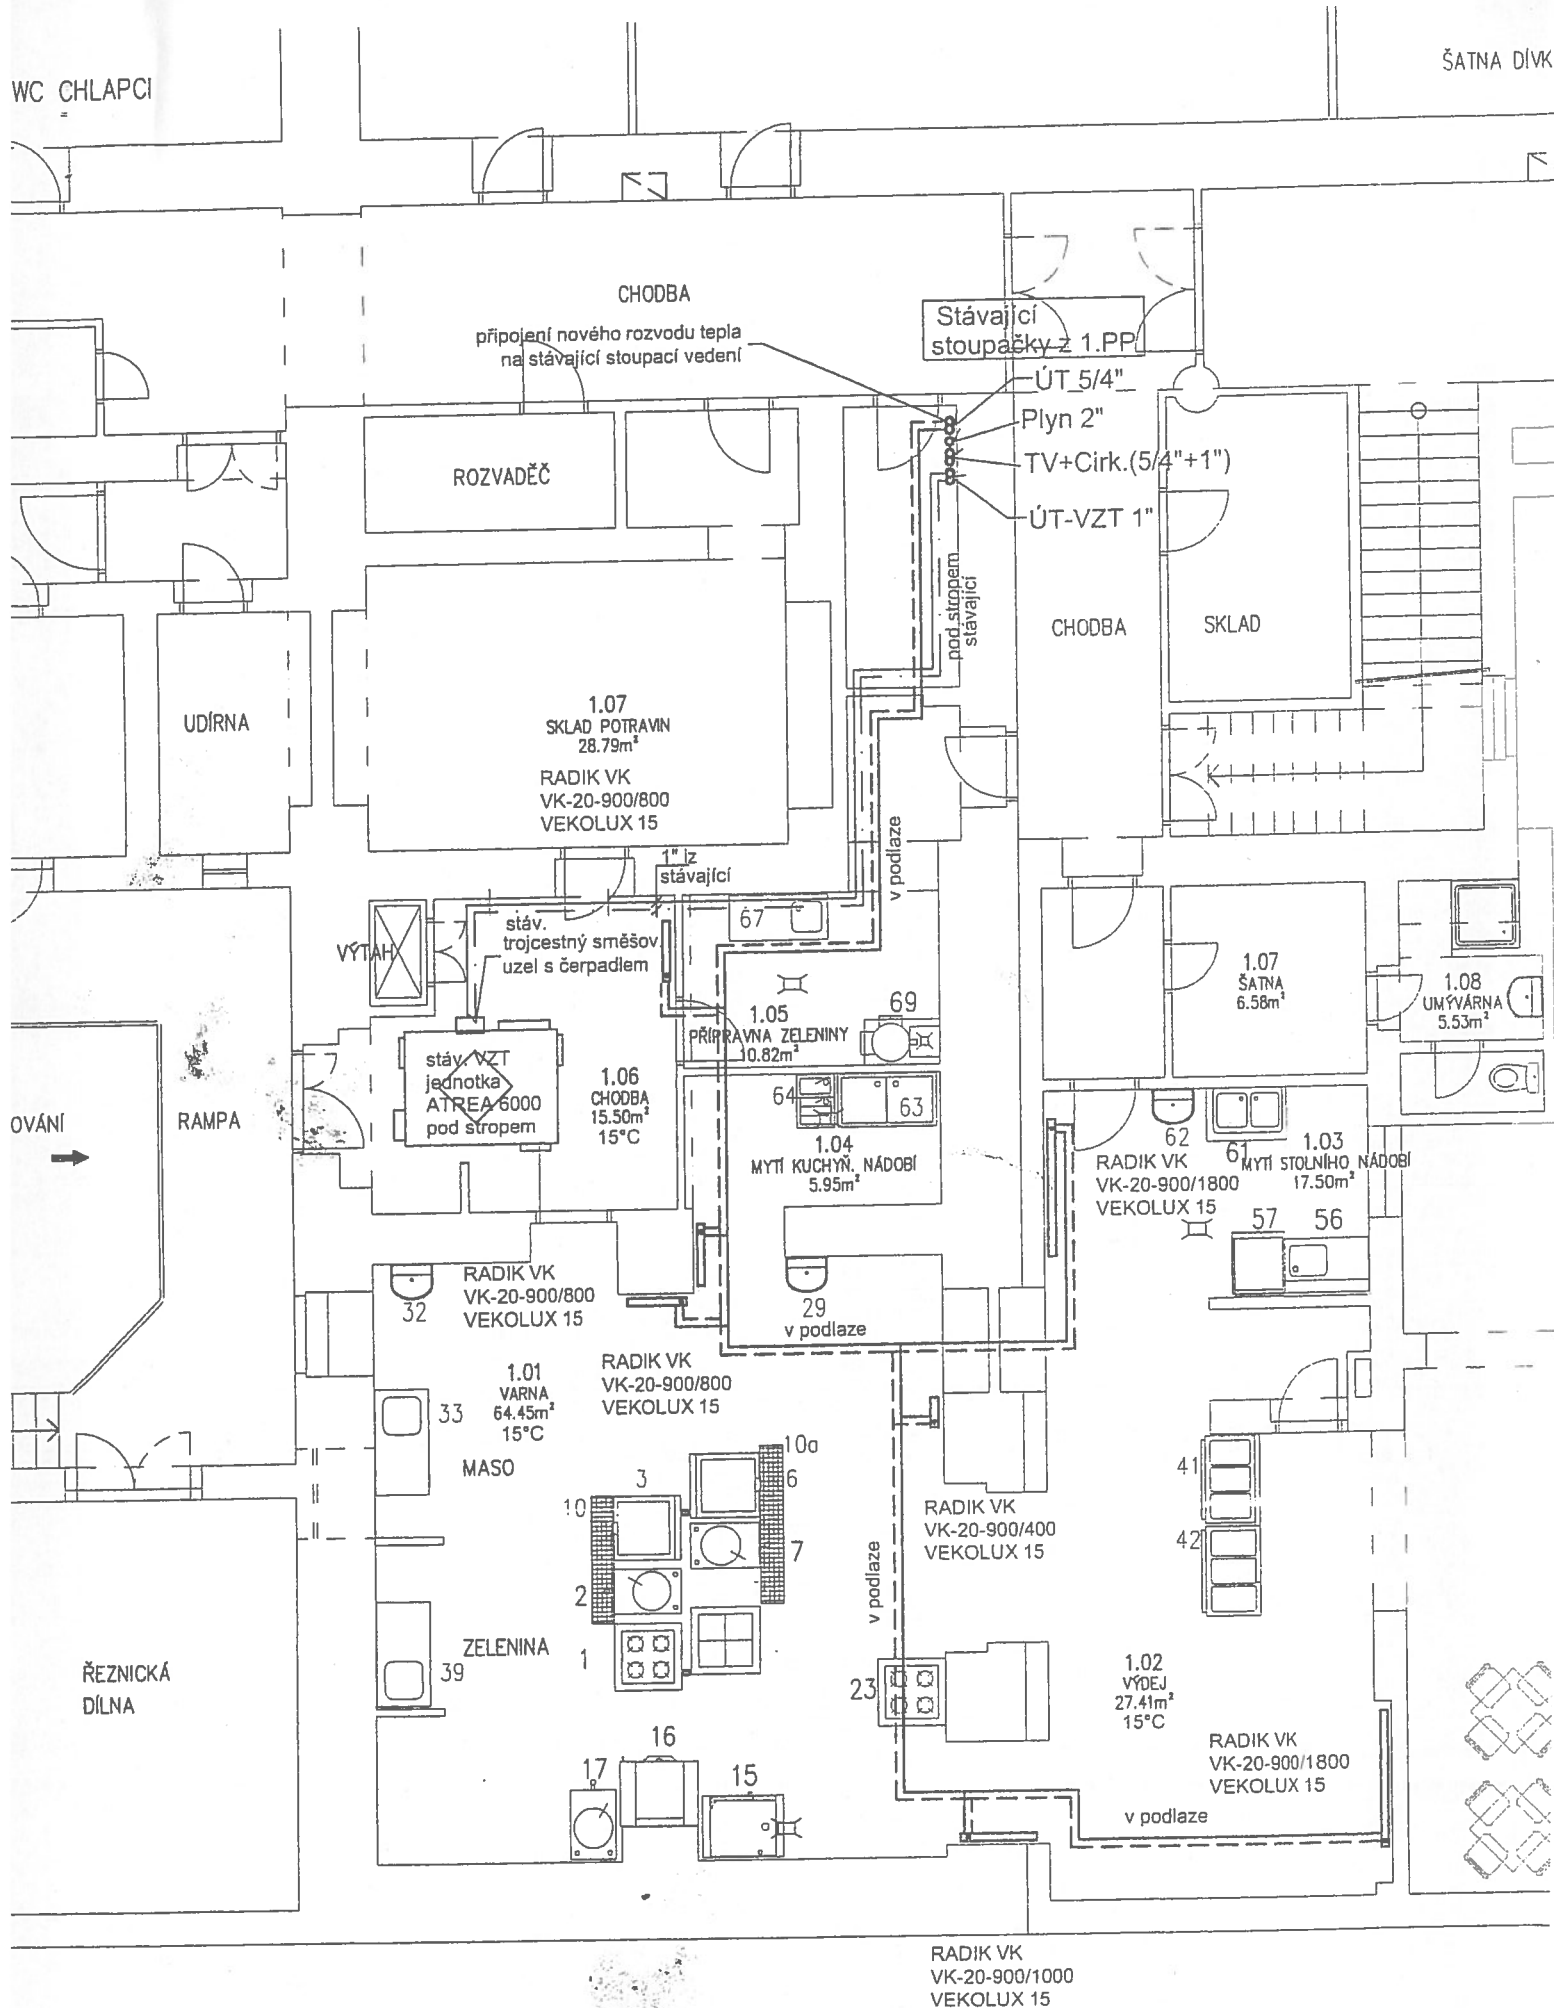 WC CHLAPCI
ŠATNA DÍVK
CHODBA
připojení nového rozvodu tepla
na stávající stoupací vedení
Stávající
stoupačky z 1.PP
ÚT 5/4"
Plyn 2"
TV+Cirk.(5/4"+1")
ÚT-VZT 1"
ROZVADĚČ
pod stropem
stávající
CHODBA
SKLAD
UDÍRNA
1.07
SKLAD POTRAVIN
28.79m²
RADIK VK
VK-20-900/800
VEKOLUX 15
v podlaze
1" z
stávající
67
stáv.
trojcestný směšov.
uzel s čerpadlem
VÝTAH
1.07
ŠATNA
6.58m²
1.08
UMÝVÁRNA
5.53m²
1.05
PŘÍPRAVNA ZELENINY
10.82m²
69
stáv. VZT
jednotka
ATREA 6000
pod stropem
1.06
CHODBA
15.50m²
15°C
64
63
OVÁNÍ
RAMPA
1.04
MYTÍ KUCHYŇ. NÁDOBÍ
5.95m²
62
61
1.03
MYTÍ STOLNÍHO NÁDOBÍ
17.50m²
RADIK VK
VK-20-900/1800
VEKOLUX 15
57
56
32
RADIK VK
VK-20-900/800
VEKOLUX 15
29
v podlaze
1.01
VARNA
64.45m²
15°C
RADIK VK
VK-20-900/800
VEKOLUX 15
33
MASO
10a
3
6
10
41
42
RADIK VK
VK-20-900/400
VEKOLUX 15
7
2
v podlaze
ZELENINA
1
39
ŘEZNICKÁ
DÍLNA
23
1.02
VÝDEJ
27.41m²
15°C
RADIK VK
VK-20-900/1800
VEKOLUX 15
16
17
15
v podlaze
RADIK VK
VK-20-900/1000
VEKOLUX 15